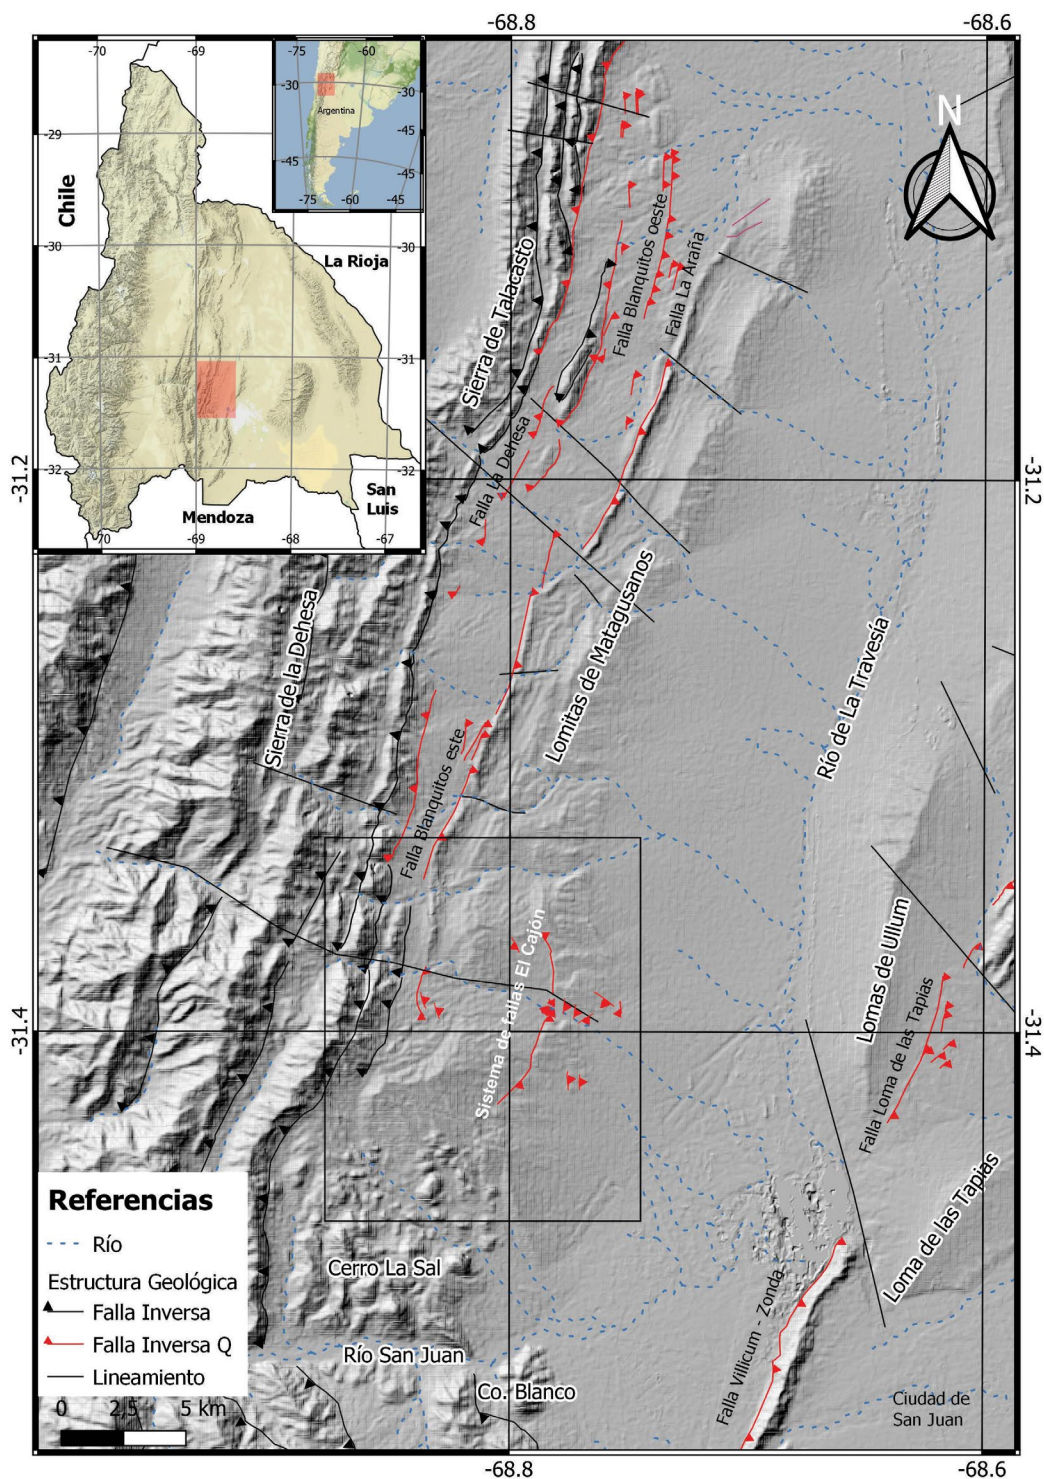 -68.8
-68.6
-70
-69
-75
-60
-30
-30
Argentina
-45
-45
-75
-60
-45
-29
Chile
-30
La Rioja
-31
-32
San
Luis
Mendoza
-70
-69
-68
-67
N
-31.2
-31.2
Sierra de Talacasto
Falla Blanquitos oeste
Falla La Araña
Falla La Dehesa
Sierra de la Dehesa
Lomitas de Matagusanos
Río de La Travesía
Falla Blanquitos este
Sistema de fallas El Cajón
Lomas de Ullum
Falla Loma de las Tapias
-31.4
-31.4
Loma de las Tapias
Falla Villicum - Zonda
Cerro La Sal
Río San Juan
Co. Blanco
Ciudad de
San Juan
Referencias
Río
Estructura Geológica
Falla Inversa
Falla Inversa Q
Lineamiento
0 2,5 5 km
-68.8
-68.6